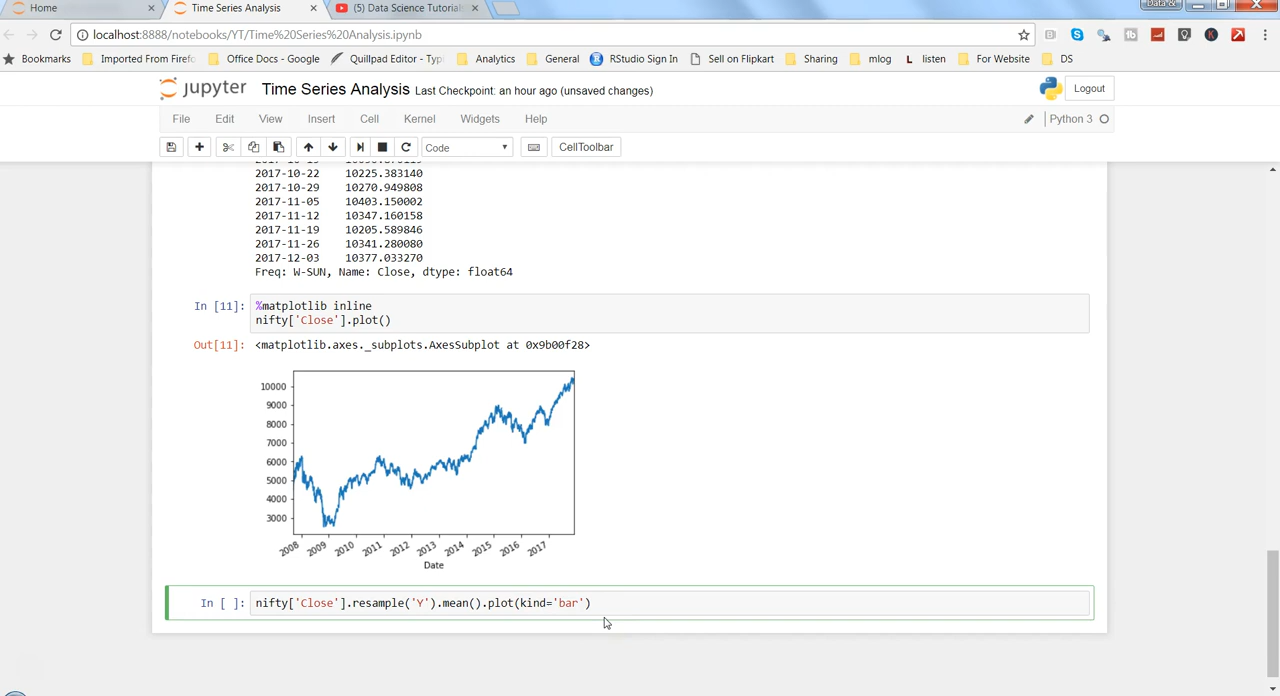 Home
Time Series Analysis
(5) Data Science Tutorials
Data &
localhost:8888/notebooks/YT/Time%20Series%20Analysis.ipynb
Bookmarks
Imported From Firefo
Office Docs - Google
Quillpad Editor - Typi
Analytics
General
RStudio Sign In
Sell on Flipkart
Sharing
mlog
L listen
For Website
DS
jupyter Time Series Analysis Last Checkpoint: an hour ago (unsaved changes)
Logout
File Edit View Insert Cell Kernel Widgets Help
Python 3
Code
CellToolbar
2017-10-22 10225.383140
2017-10-29 10270.949808
2017-11-05 10403.150002
2017-11-12 10347.160158
2017-11-19 10205.589846
2017-11-26 10341.280080
2017-12-03 10377.033270
Freq: W-SUN, Name: Close, dtype: float64
In [11]: %matplotlib inline
nifty['Close'].plot()
Out[11]: <matplotlib.axes._subplots.AxesSubplot at 0x9b00f28>
10000
9000
8000
7000
6000
5000
4000
3000
2008 2009 2010 2011 2012 2013 2014 2015 2016 2017
Date
In [ ]: nifty['Close'].resample('Y').mean().plot(kind='bar')